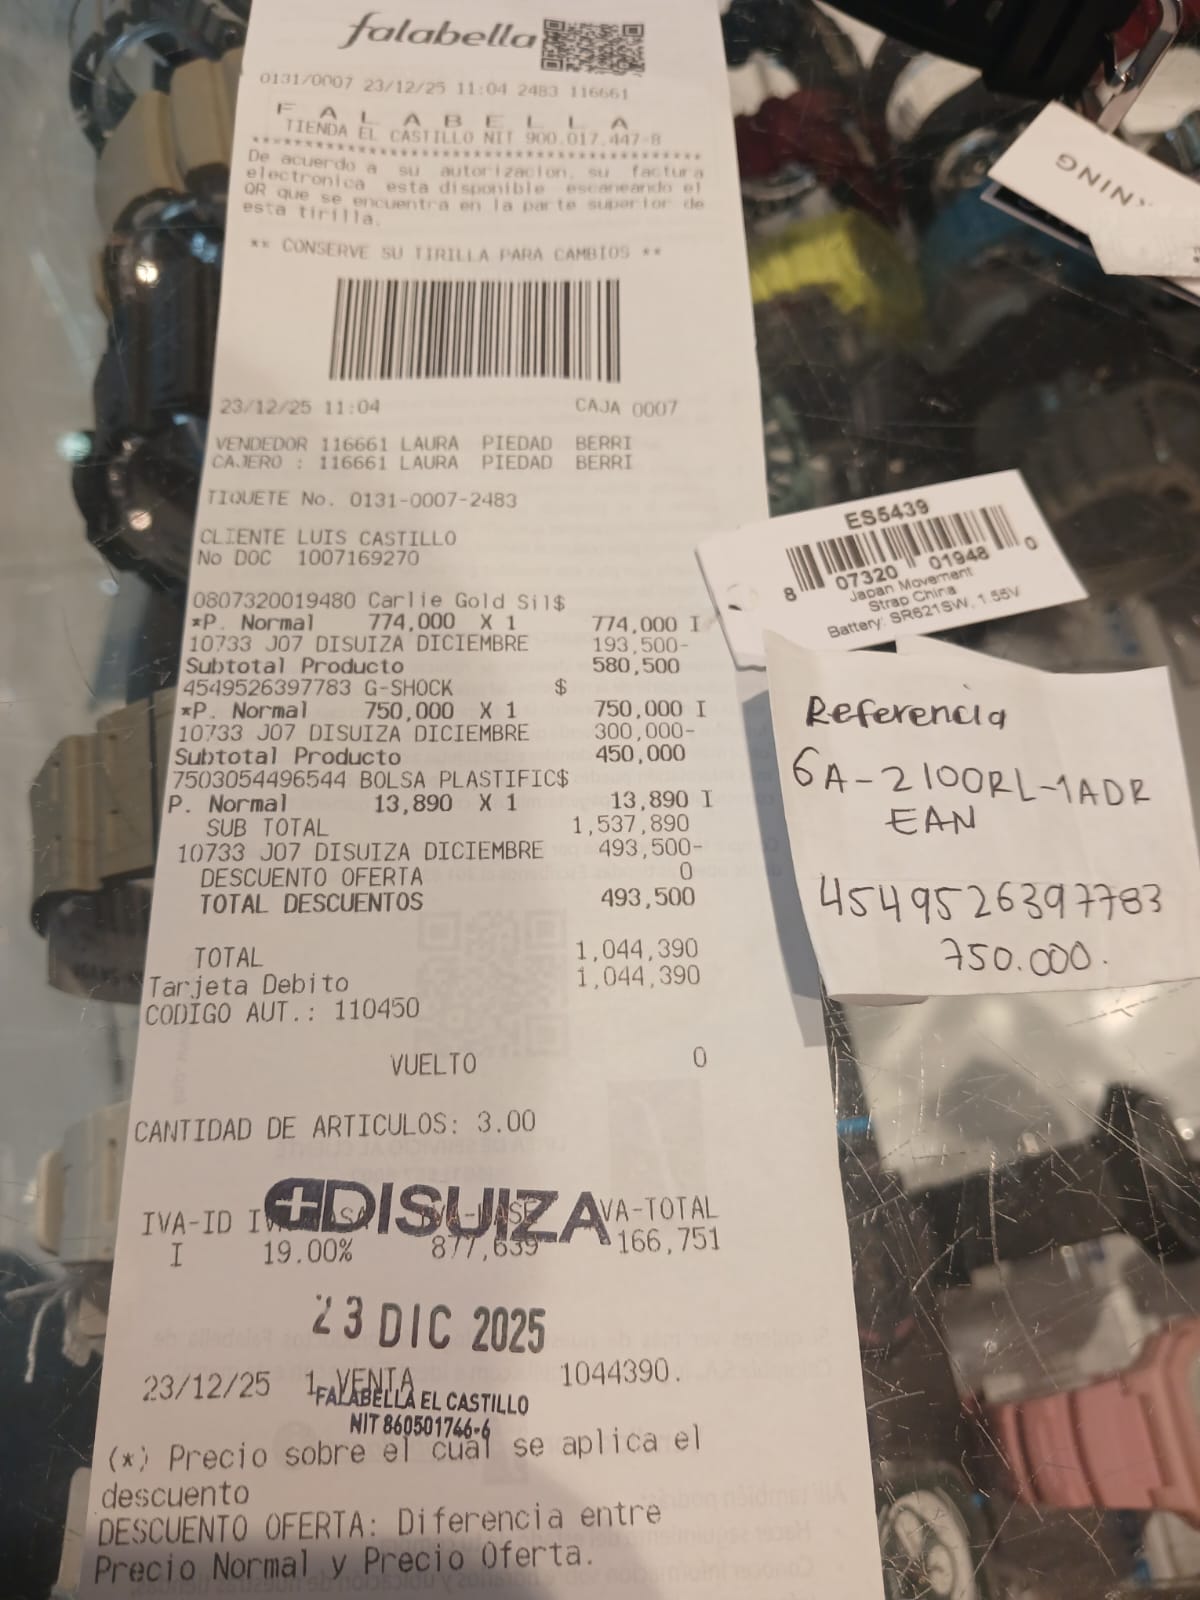 falabella
0131/0007 23/12/25 11:04 2483 116661
F A L A B E L L A
TIENDA EL CASTILLO NIT 900.017.447-8
De acuerdo a su autorizacion, su factura
electronica esta disponible escaneando el
QR que se encuentra en la parte superior de
esta tirilla.
** CONSERVE SU TIRILLA PARA CAMBIOS **
23/12/25 11:04 CAJA 0007
VENDEDOR 116661 LAURA PIEDAD BERRI
CAJERO : 116661 LAURA PIEDAD BERRI
TIQUETE No. 0131-0007-2483
CLIENTE LUIS CASTILLO
No DOC 1007169270
0807320019480 Carlie Gold Sil$
*P. Normal 774,000 X 1 774,000 I
10733 J07 DISUIZA DICIEMBRE 193,500-
Subtotal Producto 580,500
4549526397783 G-SHOCK $
*P. Normal 750,000 X 1 750,000 I
10733 J07 DISUIZA DICIEMBRE 300,000-
Subtotal Producto 450,000
7503054496544 BOLSA PLASTIFIC$
P. Normal 13,890 X 1 13,890 I
SUB TOTAL 1,537,890
10733 J07 DISUIZA DICIEMBRE 493,500-
DESCUENTO OFERTA 0
TOTAL DESCUENTOS 493,500
TOTAL 1,044,390
Tarjeta Debito 1,044,390
CODIGO AUT.: 110450
VUELTO 0
CANTIDAD DE ARTICULOS: 3.00
DISUIZA
IVA-ID IVA-TOTAL
I 19.00% 877,639 166,751
23 DIC 2025
23/12/25 1 VENTA 1044390.
FALABELLA EL CASTILLO
NIT 860501766-6
(*) Precio sobre el cual se aplica el
descuento
DESCUENTO OFERTA: Diferencia entre
Precio Normal y Precio Oferta.
ES5439
8 07320 01948 0
Japan Movement
Strap China
Battery: SR621SW, 1.55V
Referencia
GA-2100RL-1ADR
EAN
4549526397783
750.000.